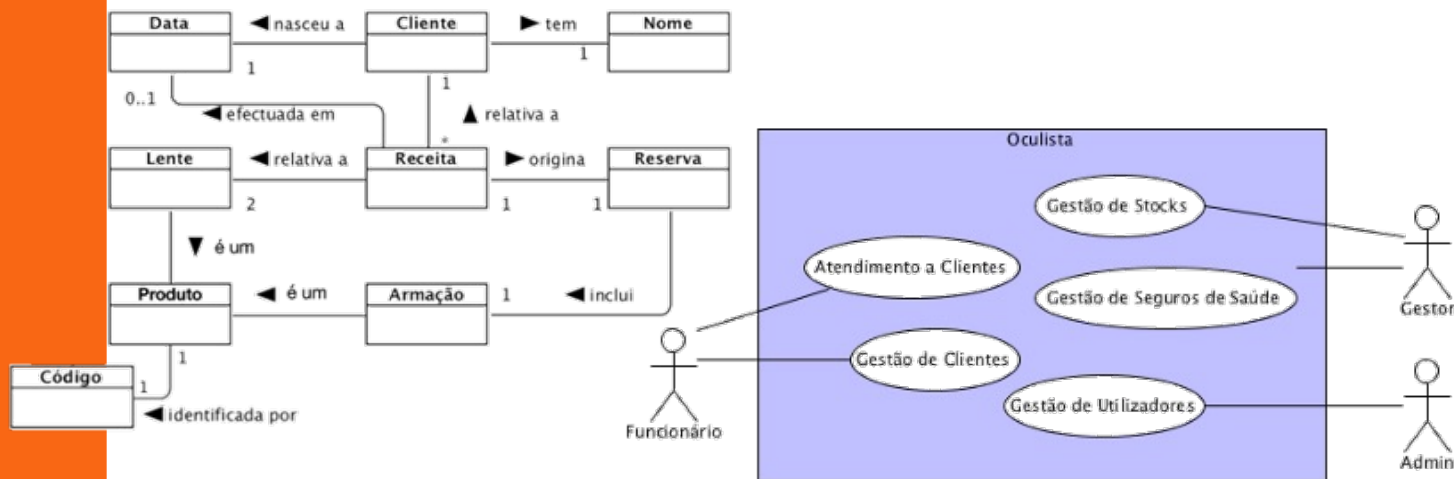 Data
◄ nasceu a
Cliente
► tem
Nome
1
1
1
0..1
◄ efectuada em
▲ relativa a
*
Lente
◄ relativa a
Receita
► origina
Reserva
2
1
1
▼ é um
Produto
◄ é um
Armação
1
◄ inclui
1
Código
1
◄ identificada por
Oculista
Gestão de Stocks
Atendimento a Clientes
Gestão de Seguros de Saúde
Gestor
Gestão de Clientes
Gestão de Utilizadores
Funcionário
Admin